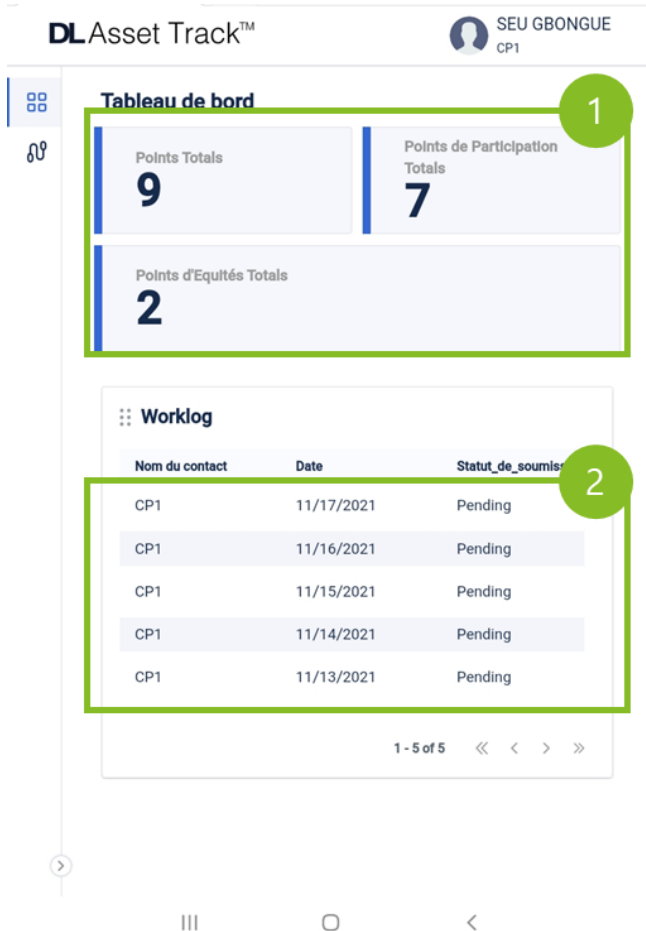 DL Asset Track™
SEU GBONGUE
CP1
Tableau de bord
1
Points Totals
9
Points de Participation
Totals
7
Points d'Equités Totals
2
Worklog
Nom du contact Date Statut_de_soumis
2
CP1 11/17/2021 Pending
CP1 11/16/2021 Pending
CP1 11/15/2021 Pending
CP1 11/14/2021 Pending
CP1 11/13/2021 Pending
1 - 5 of 5